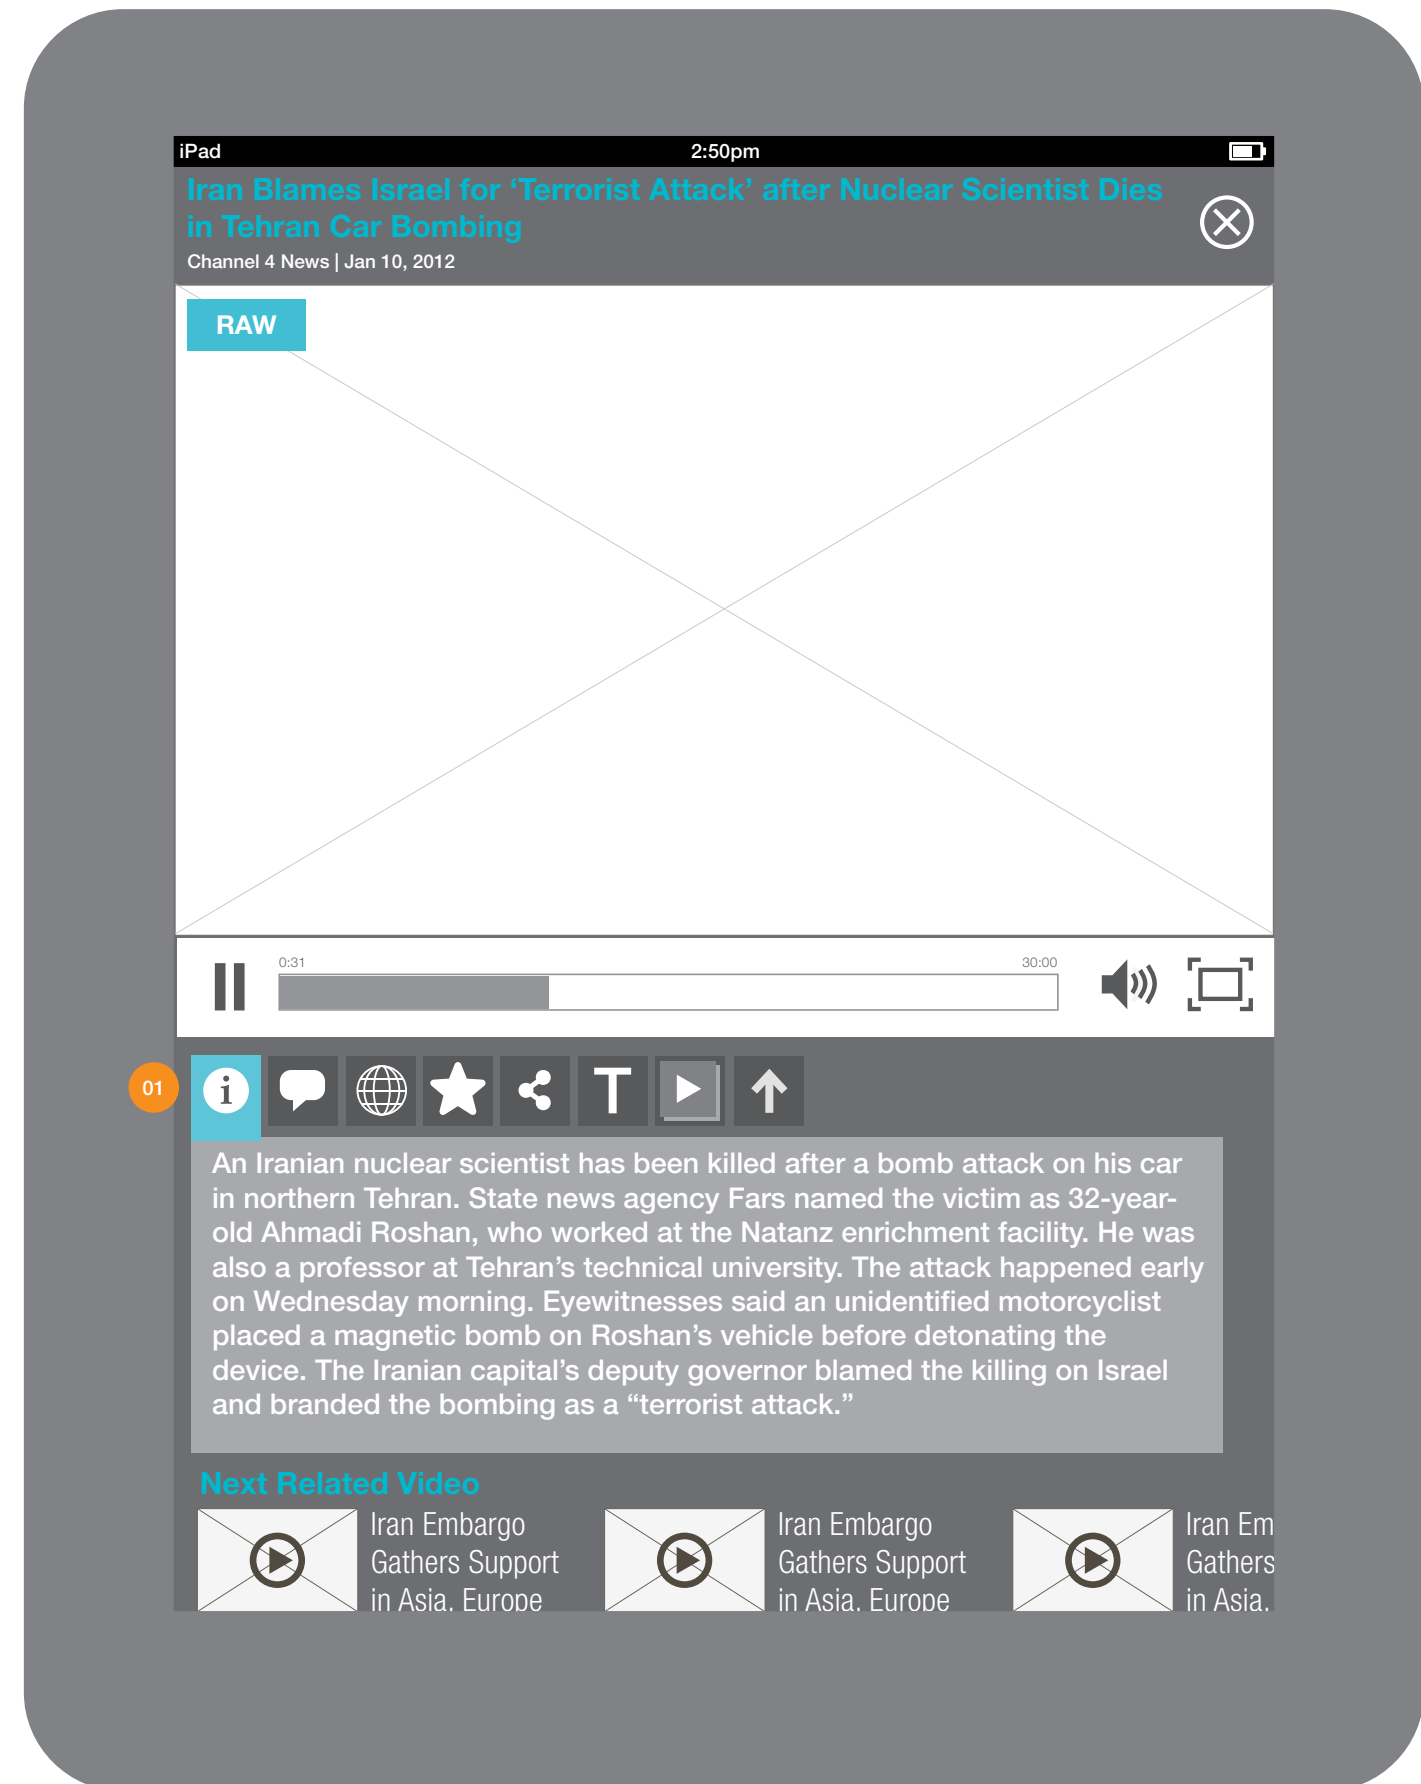 iPad 2:50pm
Iran Blames Israel for ‘Terrorist Attack’ after Nuclear Scientist Dies
in Tehran Car Bombing
Channel 4 News | Jan 10, 2012
RAW
0:31 30:00
01
i T
An Iranian nuclear scientist has been killed after a bomb attack on his car
in northern Tehran. State news agency Fars named the victim as 32-year-
old Ahmadi Roshan, who worked at the Natanz enrichment facility. He was
also a professor at Tehran’s technical university. The attack happened early
on Wednesday morning. Eyewitnesses said an unidentified motorcyclist
placed a magnetic bomb on Roshan’s vehicle before detonating the
device. The Iranian capital’s deputy governor blamed the killing on Israel
and branded the bombing as a “terrorist attack.”
Next Related Video
Iran Embargo
Gathers Support
in Asia, Europe
Iran Embargo
Gathers Support
in Asia, Europe
Iran Em
Gathers
in Asia,